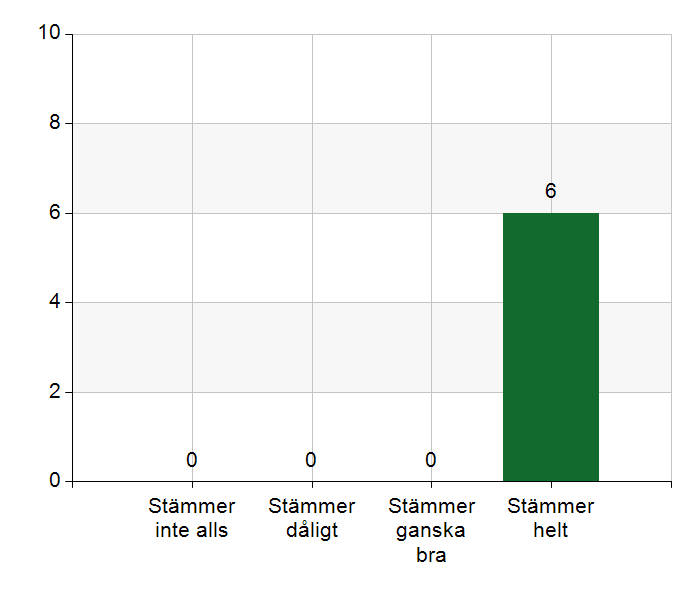 10
8
6
4
2
0
6
0
0
0
Stämmer
inte alls
Stämmer
dåligt
Stämmer
ganska
bra
Stämmer
helt